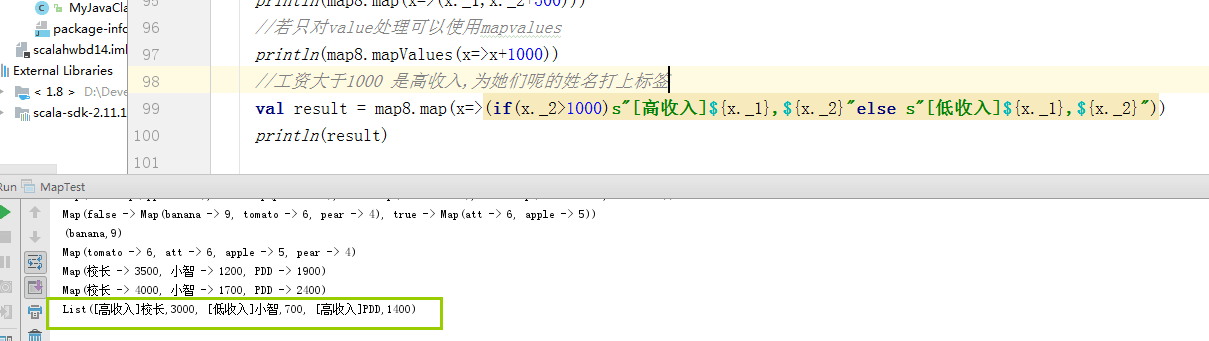 MyJavaCla
package-info
scalahwbd14.iml
External Libraries
< 1.8 > D:\Deve
scala-sdk-2.11.1
95 println(map8.map(x=>(x._1,x._2+500)))
96 //若只对value处理可以使用mapvalues
97 println(map8.mapValues(x=>x+1000))
98 //工资大于1000 是高收入,为她们呢的姓名打上标签
99 val result = map8.map(x=>(if(x._2>1000)s"[高收入]${x._1},${x._2}"else s"[低收入]${x._1},${x._2}"))
100 println(result)
101
Run MapTest
Map(false -> Map(banana -> 9, tomato -> 6, pear -> 4), true -> Map(att -> 6, apple -> 5))
(banana,9)
Map(tomato -> 6, att -> 6, apple -> 5, pear -> 4)
Map(校长 -> 3500, 小智 -> 1200, PDD -> 1900)
Map(校长 -> 4000, 小智 -> 1700, PDD -> 2400)
List([高收入]校长,3000, [低收入]小智,700, [高收入]PDD,1400)